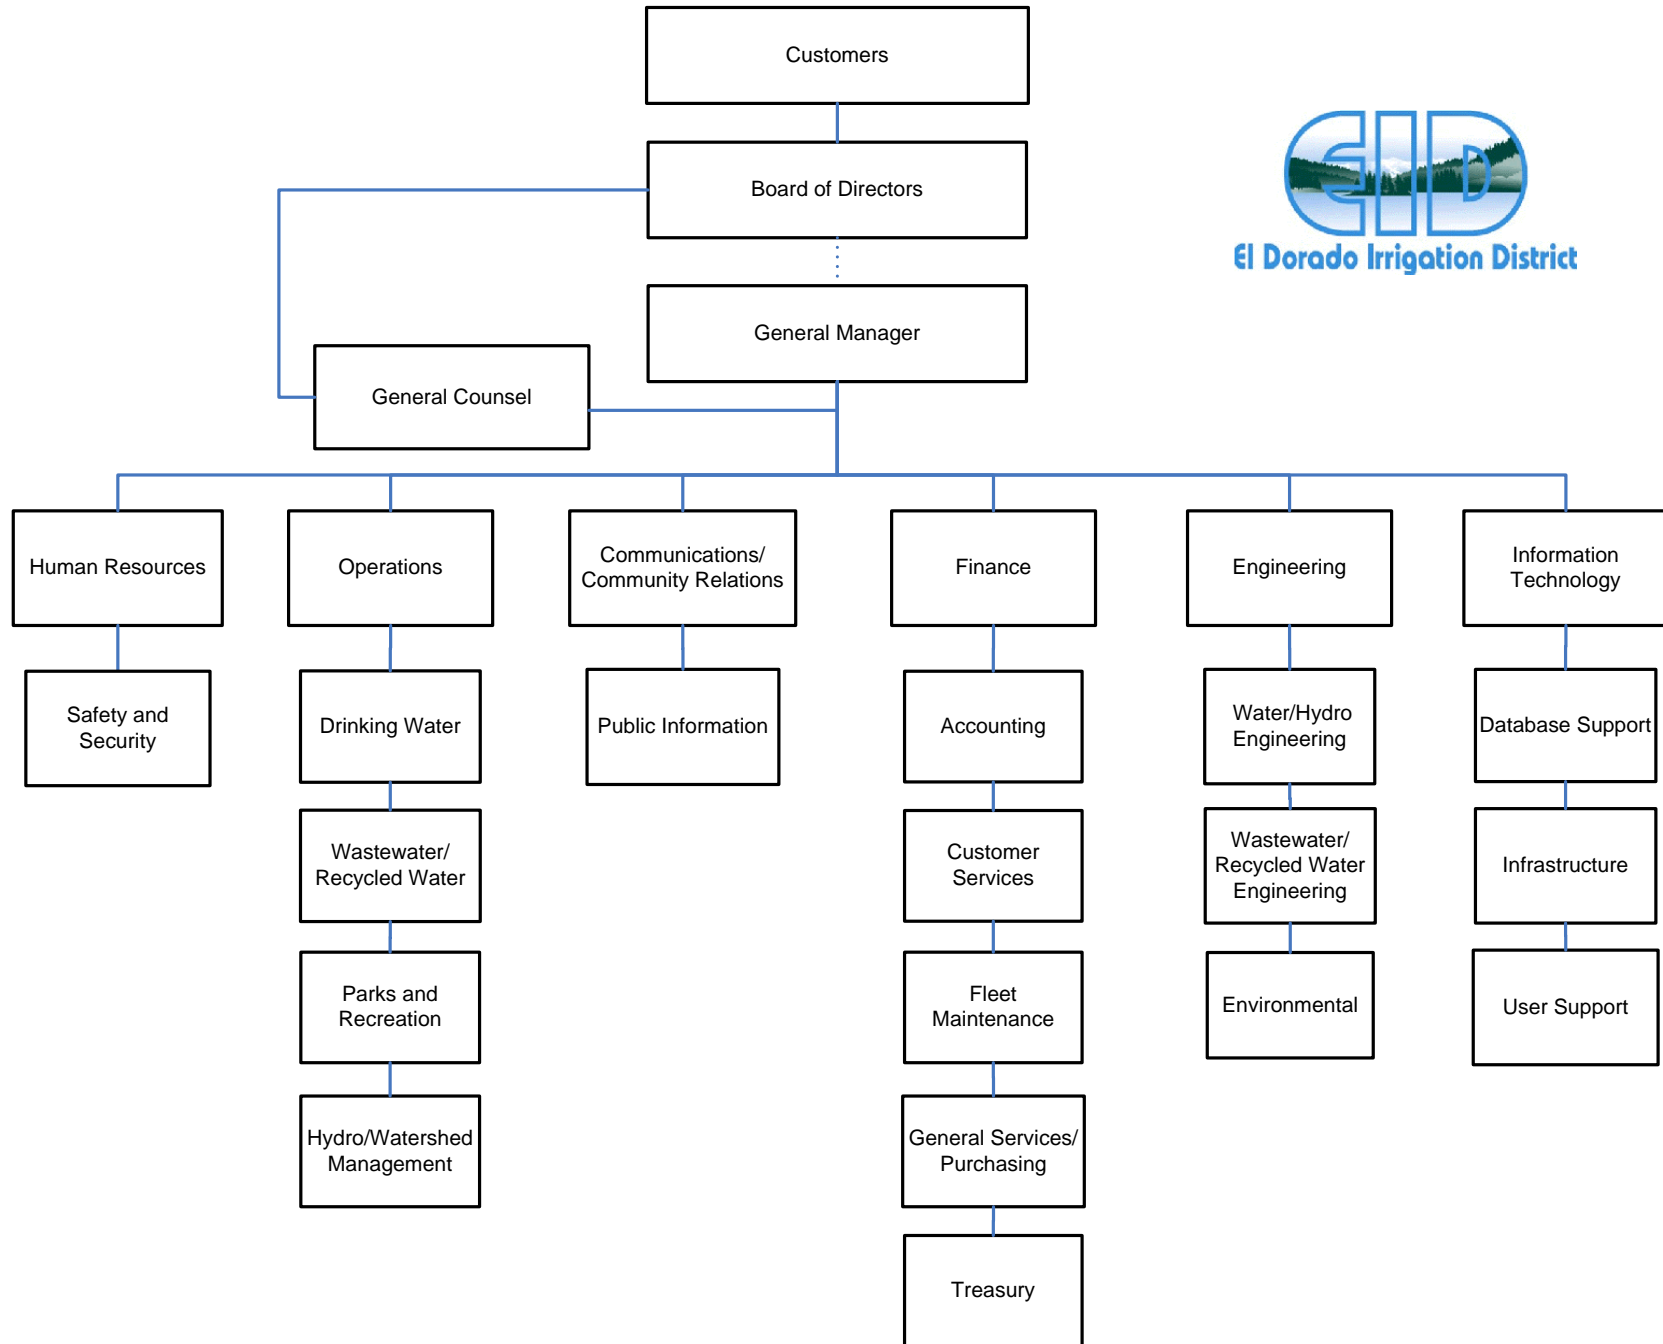 Customers
Board of Directors
EID
El Dorado Irrigation District
General Manager
General Counsel
Human Resources
Operations
Communications/
Community Relations
Finance
Engineering
Information
Technology
Safety and
Security
Drinking Water
Public Information
Accounting
Water/Hydro
Engineering
Database Support
Wastewater/
Recycled Water
Customer
Services
Wastewater/
Recycled Water
Engineering
Infrastructure
Parks and
Recreation
Fleet
Maintenance
Environmental
User Support
Hydro/Watershed
Management
General Services/
Purchasing
Treasury